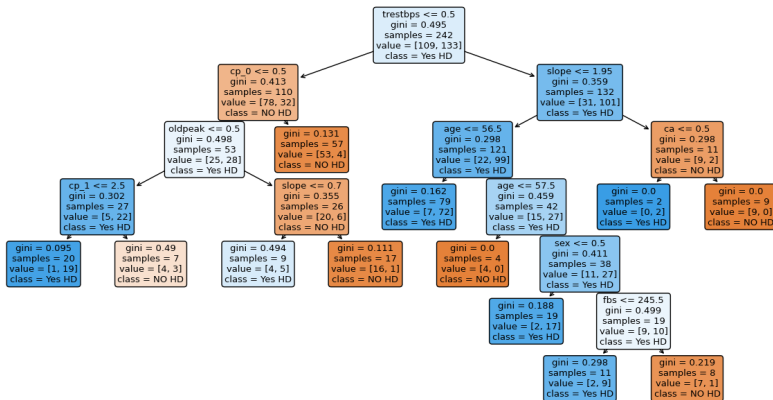 trestbps <= 0.5
gini = 0.495
samples = 242
value = [109, 133]
class = Yes HD
cp_0 <= 0.5
gini = 0.413
samples = 110
value = [78, 32]
class = NO HD
slope <= 1.95
gini = 0.359
samples = 132
value = [31, 101]
class = Yes HD
oldpeak <= 0.5
gini = 0.498
samples = 53
value = [25, 28]
class = Yes HD
gini = 0.131
samples = 57
value = [53, 4]
class = NO HD
age <= 56.5
gini = 0.298
samples = 121
value = [22, 99]
class = Yes HD
ca <= 0.5
gini = 0.298
samples = 11
value = [9, 2]
class = NO HD
cp_1 <= 2.5
gini = 0.302
samples = 27
value = [5, 22]
class = Yes HD
slope <= 0.7
gini = 0.355
samples = 26
value = [20, 6]
class = NO HD
gini = 0.162
samples = 79
value = [7, 72]
class = Yes HD
age <= 57.5
gini = 0.459
samples = 42
value = [15, 27]
class = Yes HD
gini = 0.0
samples = 2
value = [0, 2]
class = Yes HD
gini = 0.0
samples = 9
value = [9, 0]
class = NO HD
gini = 0.095
samples = 20
value = [1, 19]
class = Yes HD
gini = 0.49
samples = 7
value = [4, 3]
class = NO HD
gini = 0.494
samples = 9
value = [4, 5]
class = Yes HD
gini = 0.111
samples = 17
value = [16, 1]
class = NO HD
gini = 0.0
samples = 4
value = [4, 0]
class = NO HD
sex <= 0.5
gini = 0.411
samples = 38
value = [11, 27]
class = Yes HD
gini = 0.188
samples = 19
value = [2, 17]
class = Yes HD
fbs <= 245.5
gini = 0.499
samples = 19
value = [9, 10]
class = Yes HD
gini = 0.298
samples = 11
value = [2, 9]
class = Yes HD
gini = 0.219
samples = 8
value = [7, 1]
class = NO HD